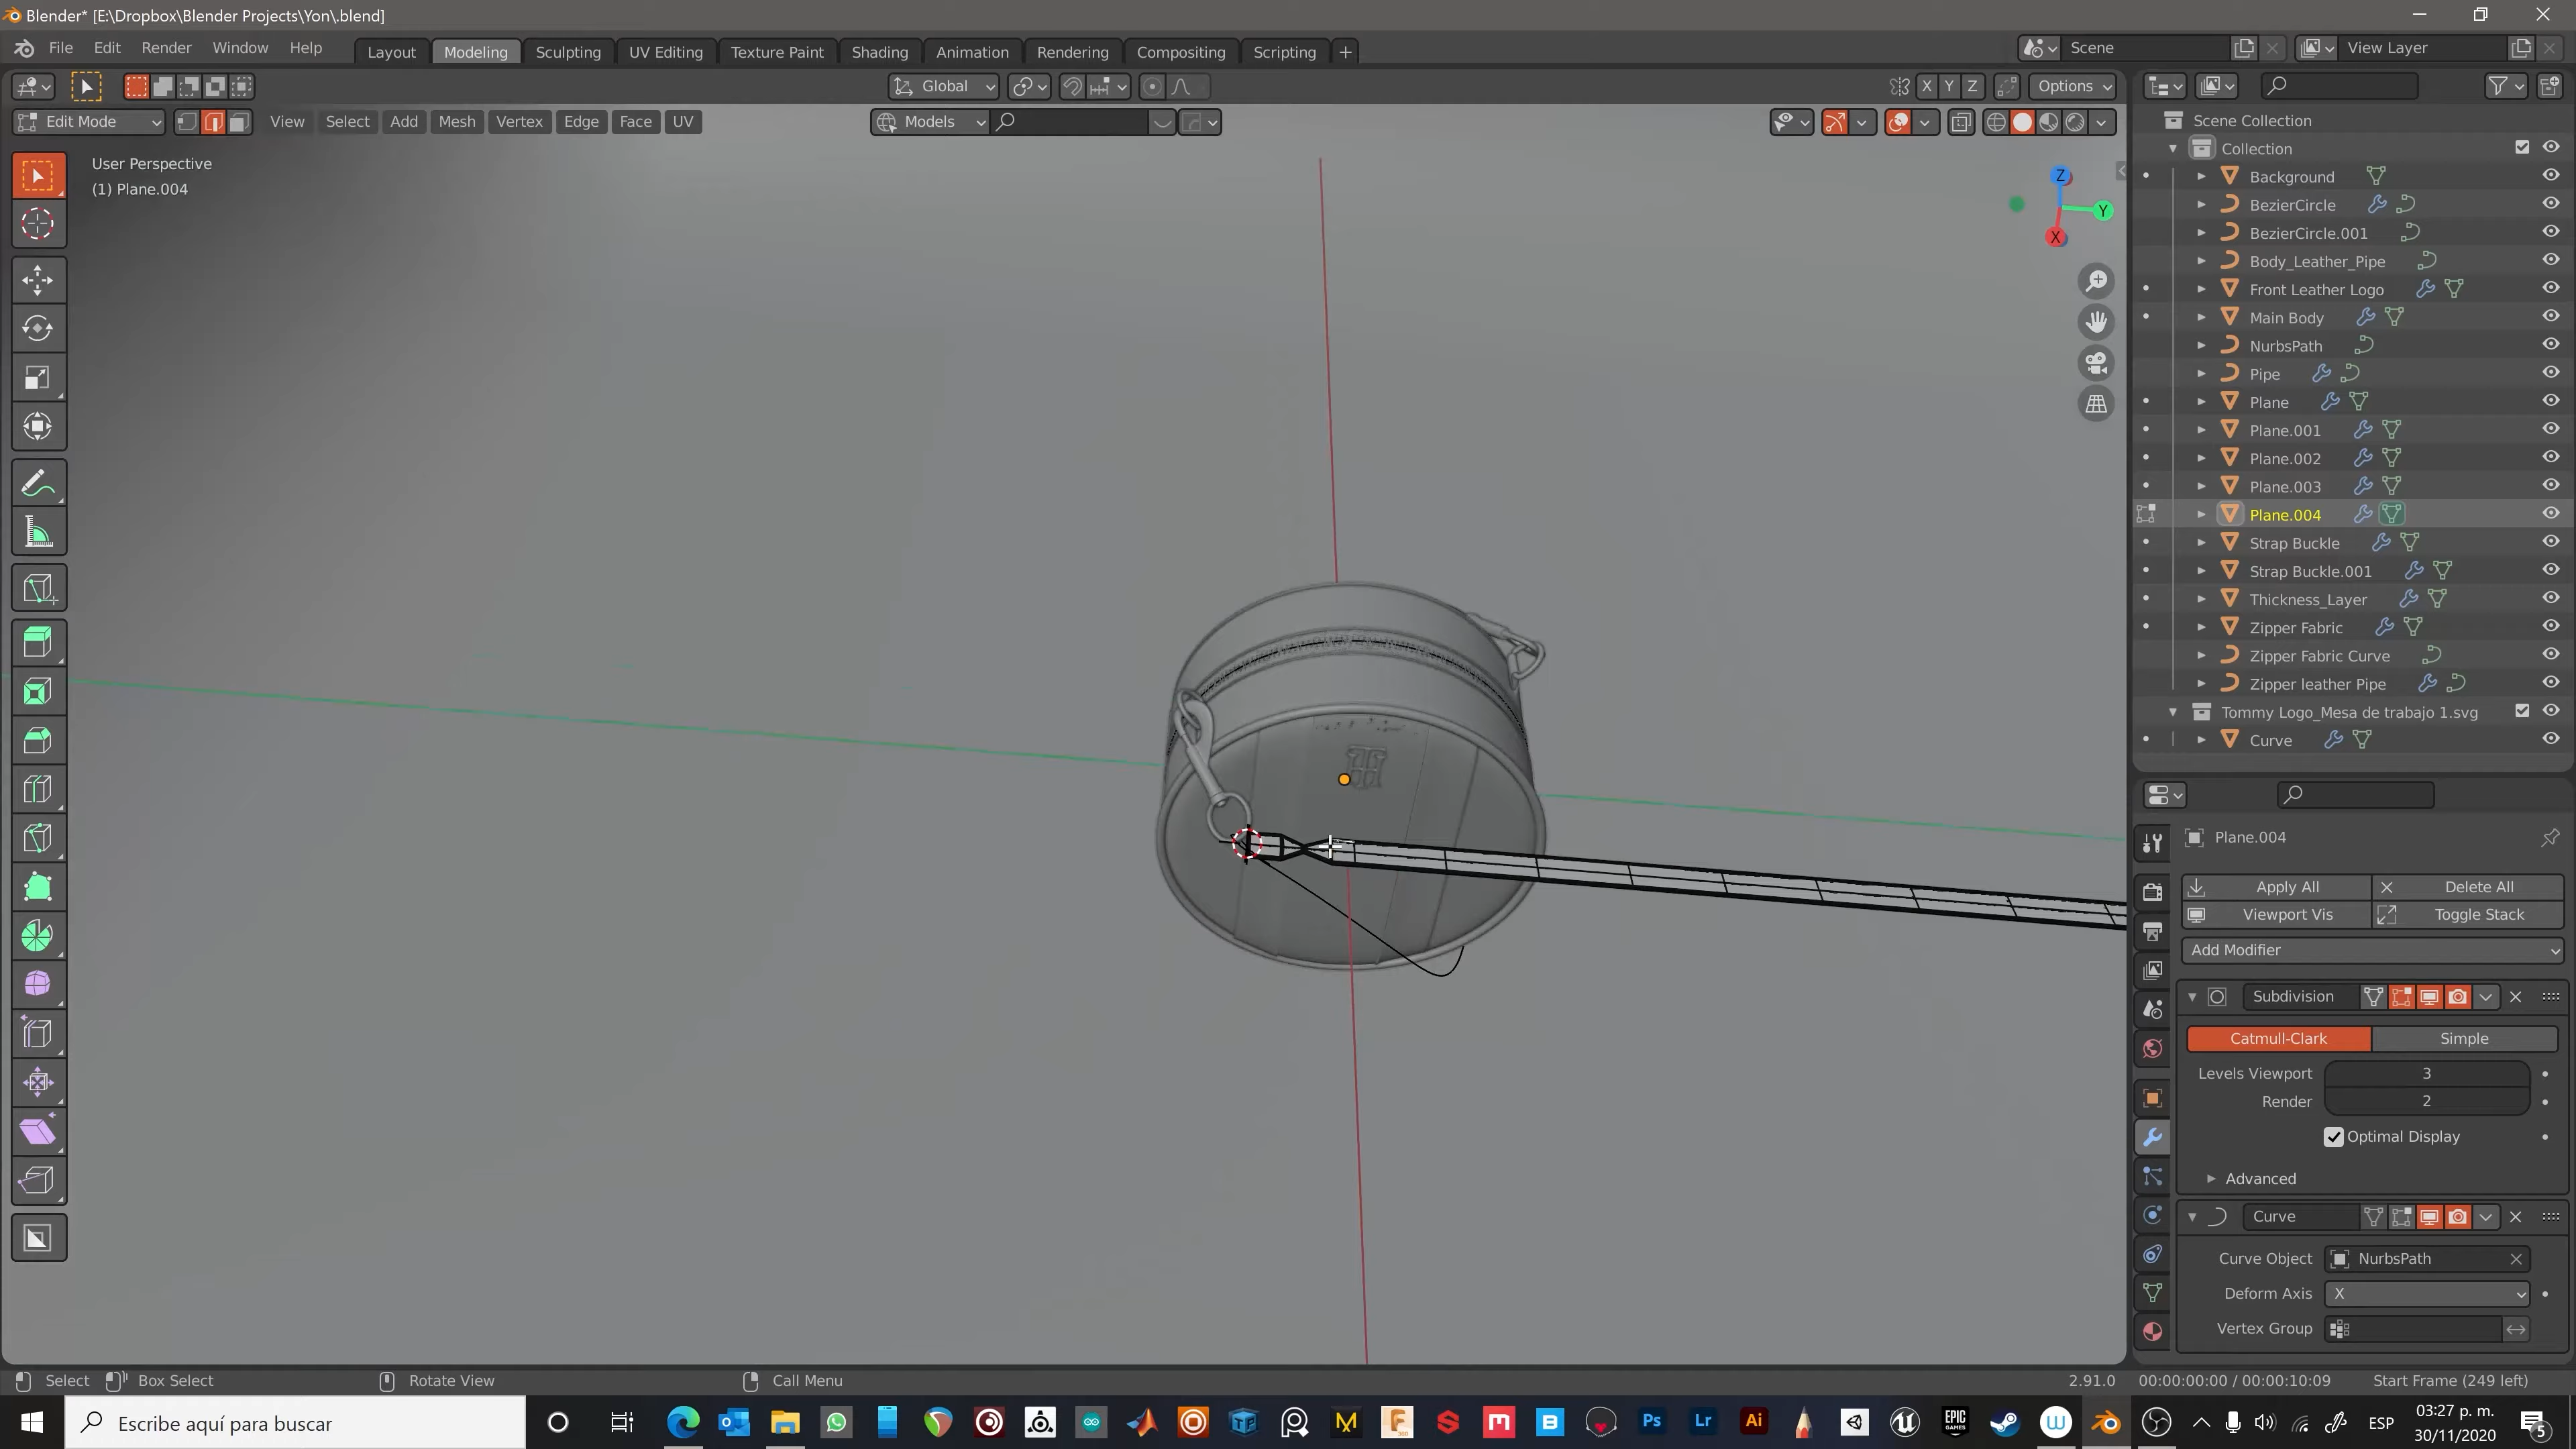 Blender* [E:\Dropbox\Blender Projects\Yon\.blend]
File Edit Render Window Help Layout Modeling Sculpting UV Editing Texture Paint Shading Animation Rendering Compositing Scripting + Scene View Layer
Global X Y Z Options
Edit Mode View Select Add Mesh Vertex Edge Face UV Models
User Perspective
(1) Plane.004
Z
Y
X
Scene Collection
Collection
Background
BezierCircle
BezierCircle.001
Body_Leather_Pipe
Front Leather Logo
Main Body
NurbsPath
Pipe
Plane
Plane.001
Plane.002
Plane.003
Plane.004
Strap Buckle
Strap Buckle.001
Thickness_Layer
Zipper Fabric
Zipper Fabric Curve
Zipper leather Pipe
Tommy Logo_Mesa de trabajo 1.svg
Curve
Plane.004
Apply All Delete All
Viewport Vis Toggle Stack
Add Modifier
Subdivision
Catmull-Clark Simple
Levels Viewport 3
Render 2
Optimal Display
Advanced
Curve
Curve Object NurbsPath
Deform Axis X
Vertex Group
Select Box Select Rotate View Call Menu 2.91.0 00:00:00:00 / 00:00:10:09 Start Frame (249 left)
Escribe aquí para buscar
Ps Lr Ai
EPIC GAMES
ESP
03:27 p. m.
30/11/2020
5